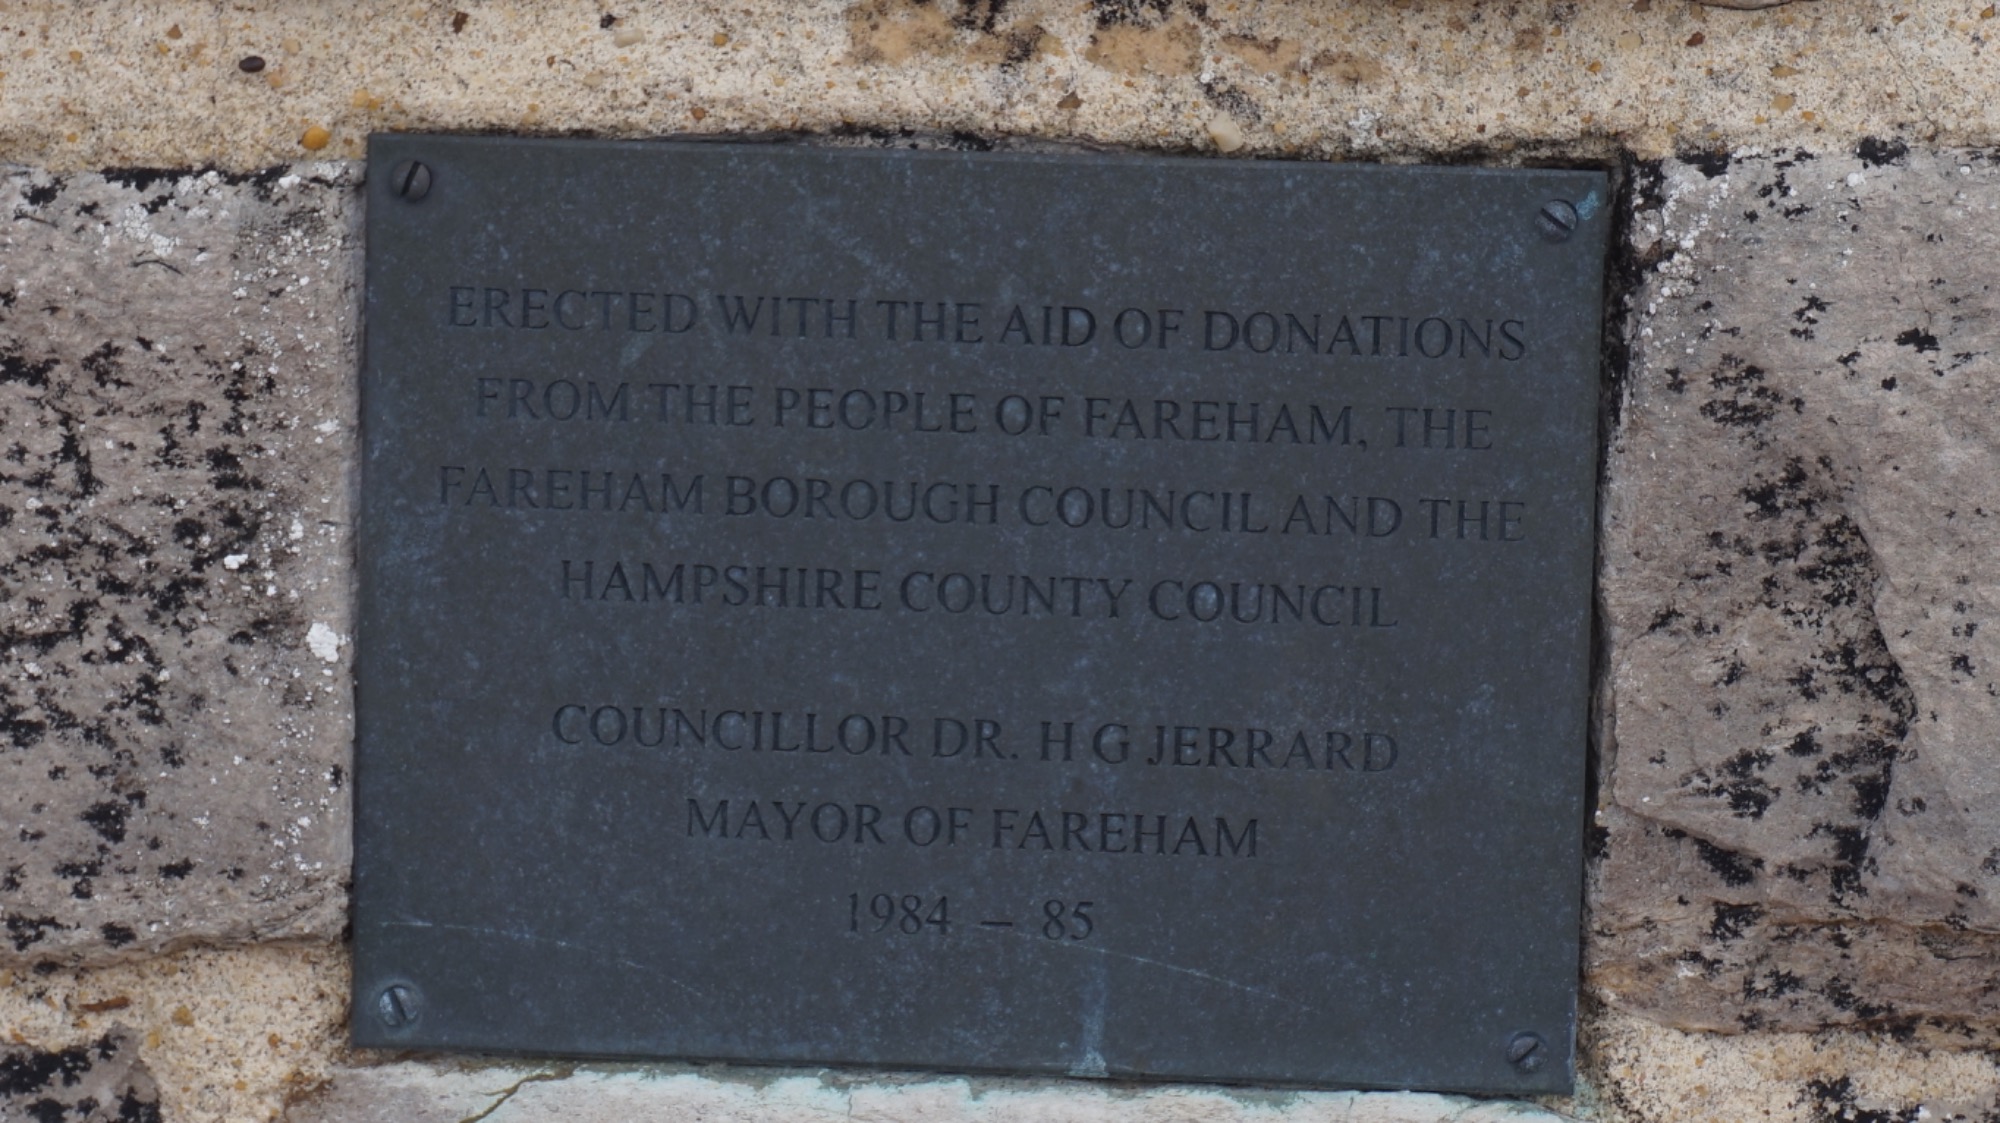 ERECTED WITH THE AID OF DONATIONS
FROM THE PEOPLE OF FAREHAM, THE
FAREHAM BOROUGH COUNCIL AND THE
HAMPSHIRE COUNTY COUNCIL
COUNCILLOR DR. H G JERRARD
MAYOR OF FAREHAM
1984 – 85